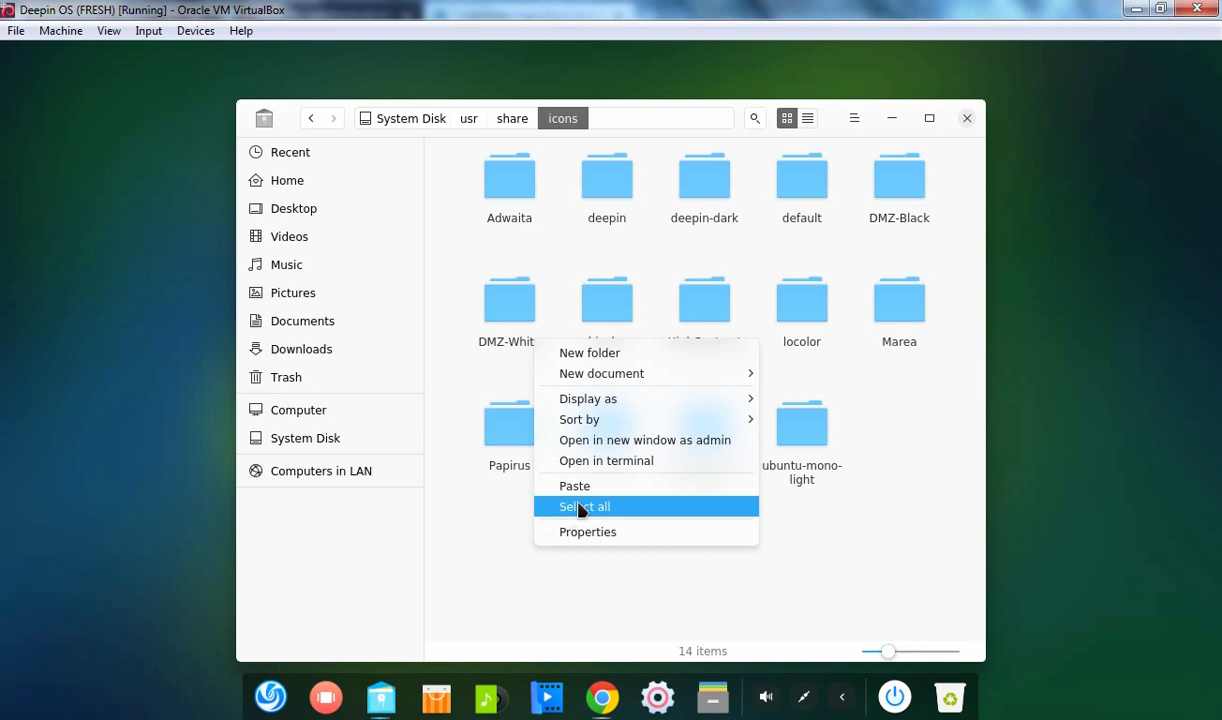 Deepin OS (FRESH) [Running] - Oracle VM VirtualBox
File Machine View Input Devices Help
System Disk usr share icons
Recent
Home
Desktop
Videos
Music
Pictures
Documents
Downloads
Trash
Computer
System Disk
Computers in LAN
Adwaita deepin deepin-dark default DMZ-Black
DMZ-Whit locolor Marea
Papirus ubuntu-mono-
light
New folder
New document
Display as
Sort by
Open in new window as admin
Open in terminal
Paste
Select all
Properties
14 items